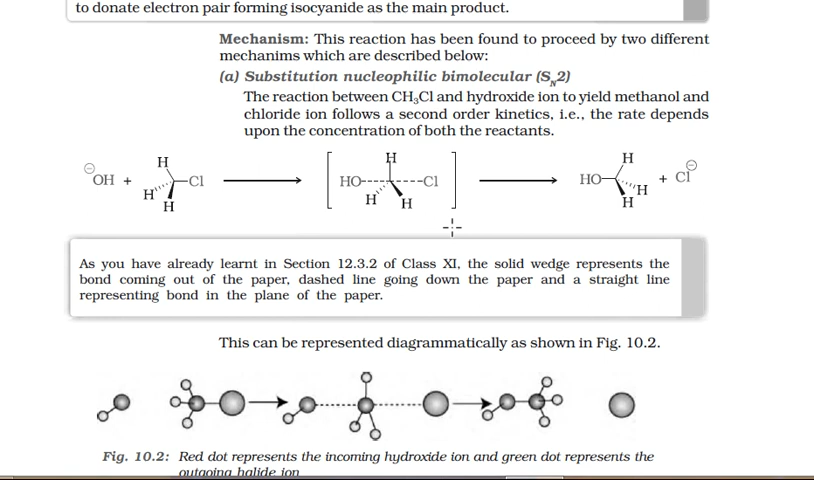 to donate electron pair forming isocyanide as the main product.
Mechanism: This reaction has been found to proceed by two different
mechanims which are described below:
(a) Substitution nucleophilic bimolecular (SN2)
The reaction between CH3Cl and hydroxide ion to yield methanol and
chloride ion follows a second order kinetics, i.e., the rate depends
upon the concentration of both the reactants.
⊖OH + H H H Cl
HO H H H Cl
HO H H H + Cl⊖
As you have already learnt in Section 12.3.2 of Class XI, the solid wedge represents the
bond coming out of the paper, dashed line going down the paper and a straight line
representing bond in the plane of the paper.
This can be represented diagrammatically as shown in Fig. 10.2.
Fig. 10.2: Red dot represents the incoming hydroxide ion and green dot represents the
outgoing halide ion